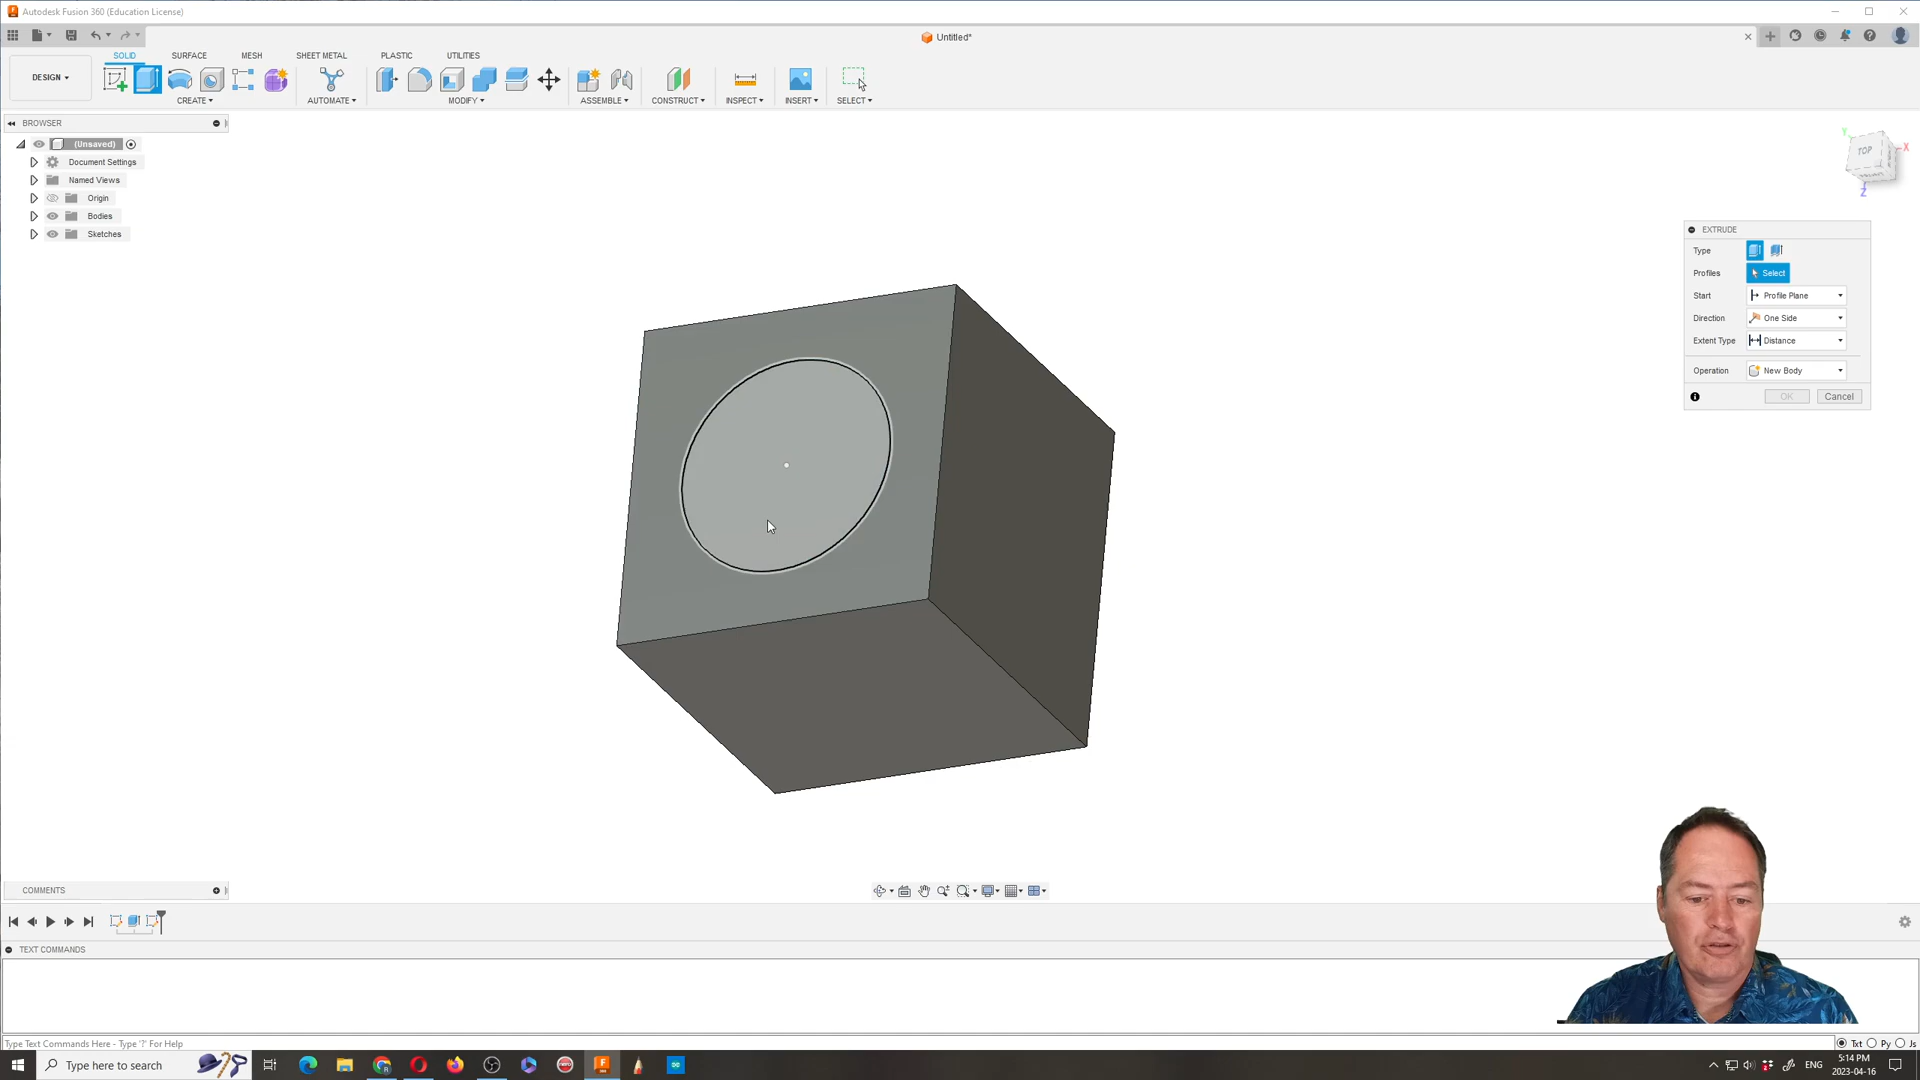 Autodesk Fusion 360 (Education License)
Untitled*
DESIGN
SOLID SURFACE MESH SHEET METAL PLASTIC UTILITIES
CREATE AUTOMATE MODIFY ASSEMBLE CONSTRUCT INSPECT INSERT SELECT
BROWSER
(Unsaved)
Document Settings
Named Views
Origin
Bodies
Sketches
Y
X
Z
TOP
EXTRUDE
Type
Profiles Select
Start Profile Plane
Direction One Side
Extent Type Distance
Operation New Body
OK Cancel
COMMENTS
TEXT COMMANDS
Type Text Commands Here - Type '?' For Help
Txt Py Js
Type here to search
ENG
5:14 PM
2023-04-16